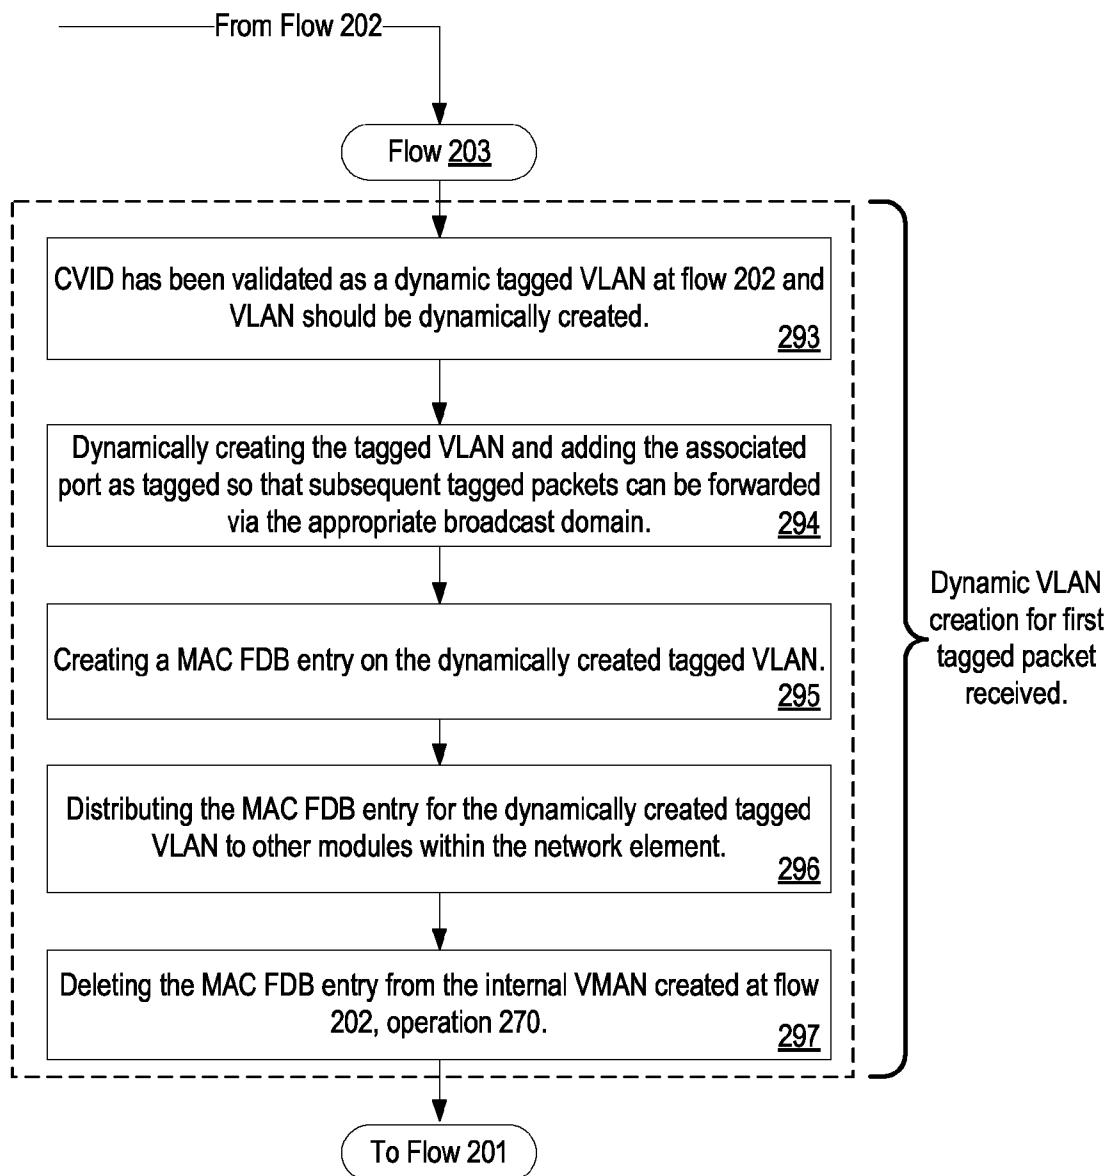 From Flow 202
Flow 203
CVID has been validated as a dynamic tagged VLAN at flow 202 and
VLAN should be dynamically created.
293
Dynamically creating the tagged VLAN and adding the associated
port as tagged so that subsequent tagged packets can be forwarded
via the appropriate broadcast domain.
294
Creating a MAC FDB entry on the dynamically created tagged VLAN.
295
Distributing the MAC FDB entry for the dynamically created tagged
VLAN to other modules within the network element.
296
Deleting the MAC FDB entry from the internal VMAN created at flow
202, operation 270.
297
Dynamic VLAN
creation for first
tagged packet
received.
To Flow 201